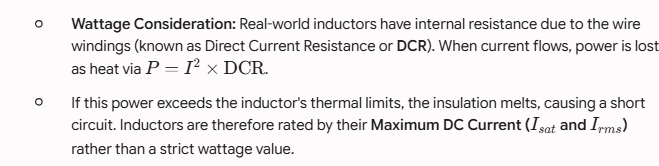 ○ Wattage Consideration: Real-world inductors have internal resistance due to the wire
windings (known as Direct Current Resistance or DCR). When current flows, power is lost
as heat via P = I² × DCR.
○ If this power exceeds the inductor's thermal limits, the insulation melts, causing a short
circuit. Inductors are therefore rated by their Maximum DC Current (I_sat and I_rms)
rather than a strict wattage value.